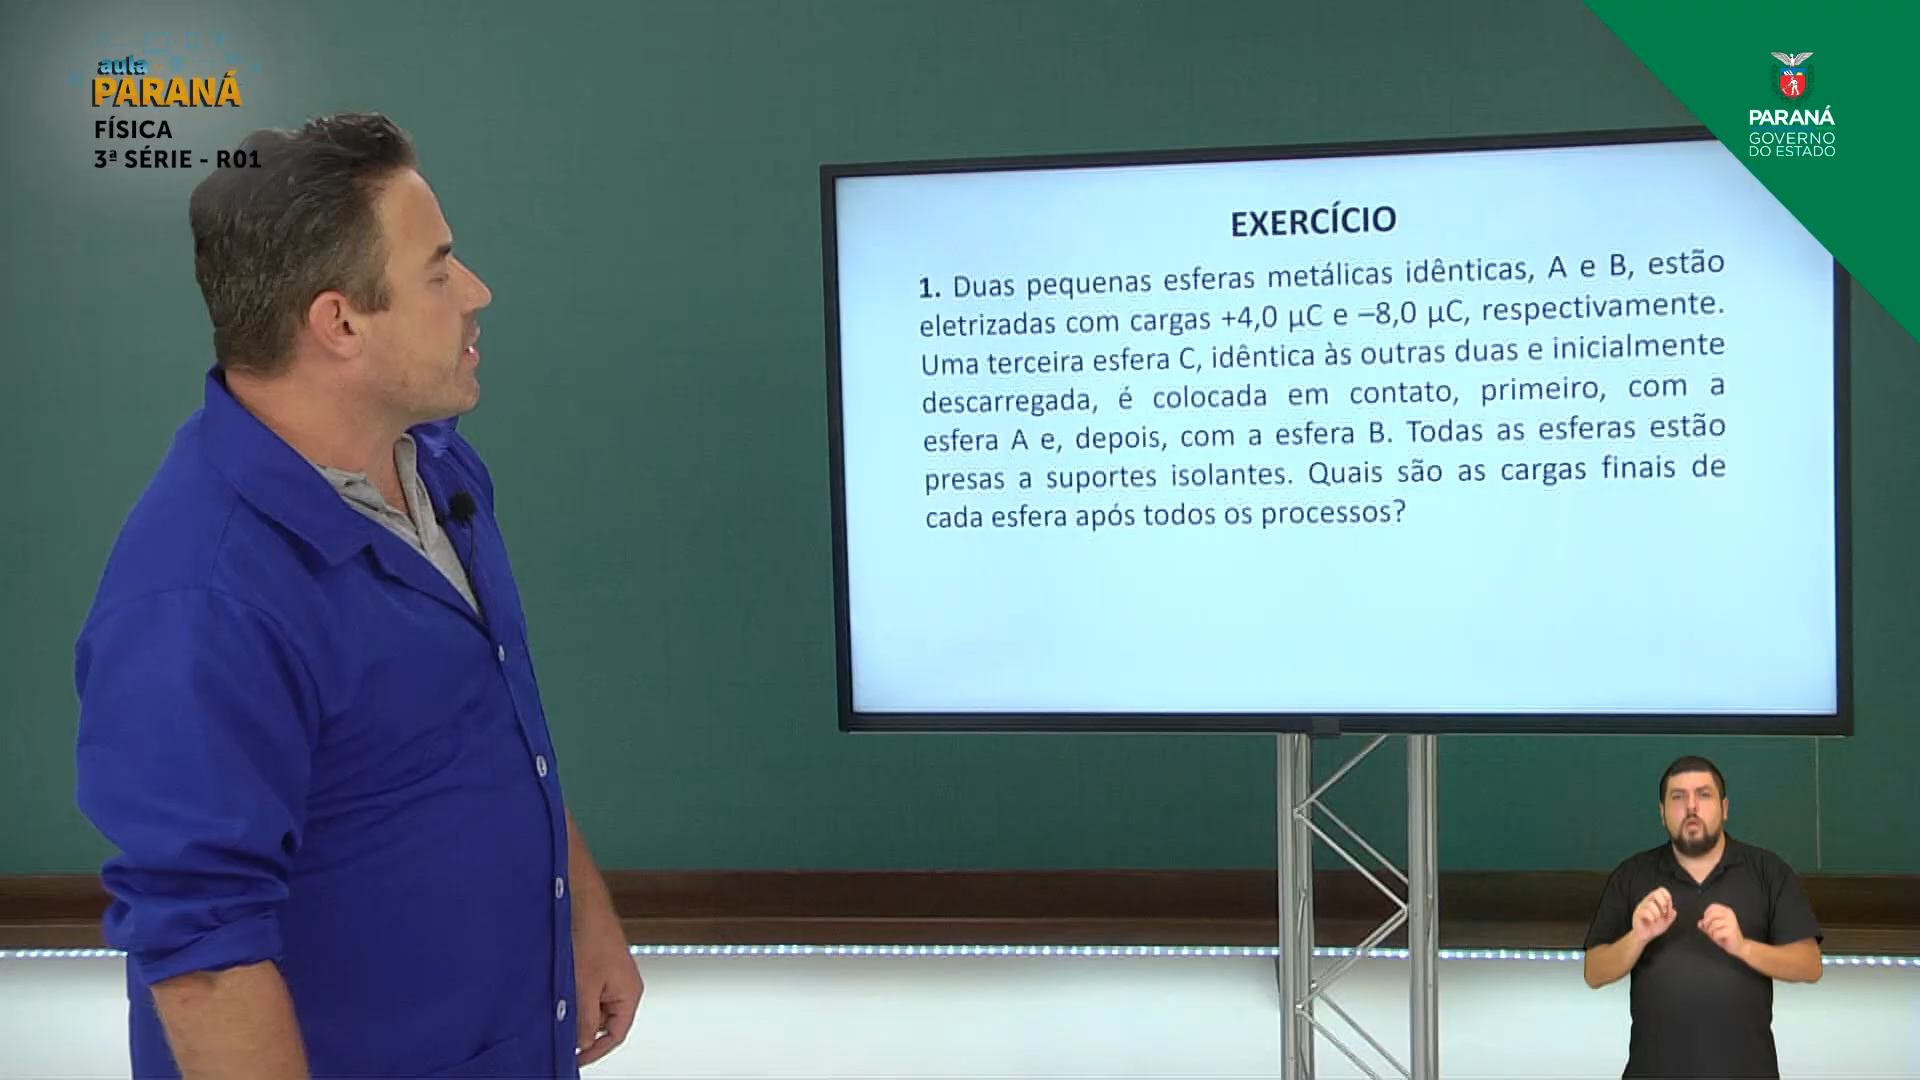 aula
PARANÁ
FÍSICA
3ª SÉRIE - R01
PARANÁ
GOVERNO
DO ESTADO
EXERCÍCIO
1. Duas pequenas esferas metálicas idênticas, A e B, estão
eletrizadas com cargas +4,0 µC e –8,0 µC, respectivamente.
Uma terceira esfera C, idêntica às outras duas e inicialmente
descarregada, é colocada em contato, primeiro, com a
esfera A e, depois, com a esfera B. Todas as esferas estão
presas a suportes isolantes. Quais são as cargas finais de
cada esfera após todos os processos?